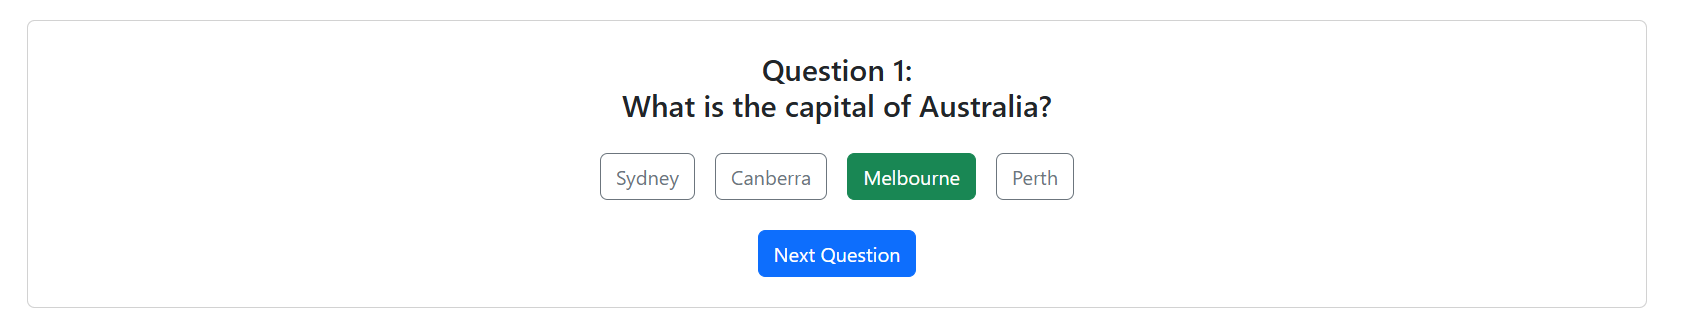 Question 1:
What is the capital of Australia?
Sydney Canberra Melbourne Perth
Next Question